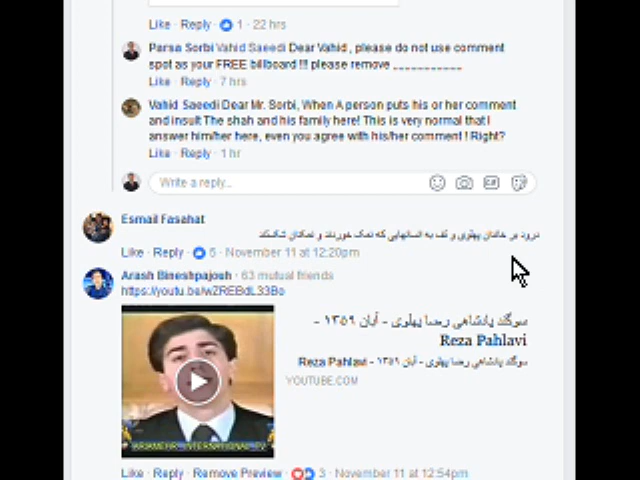 Like · Reply · 1 · 22 hrs
Parsa Sorbi Vahid Saeedi Dear Vahid , please do not use comment
spot as your FREE billboard !!! please remove ___________
Like · Reply · 7 hrs
Vahid Saeedi Dear Mr. Sorbi, When A person puts his or her comment
and insult The shah and his family here! This is very normal that I
answer him/her here, even you agree with his/her comment ! Right?
Like · Reply · 1 hr
Write a reply...
Esmail Fasahat
درود بر خاندان پهلوی و تف به انسانهایی که نمک خوردند و نمکدان شکستند
Like · Reply · 5 · November 11 at 12:20pm
Arash Bineshpajouh · 63 mutual friends
https://youtu.be/wZREBdL33Bo
سوگند پادشاهی رضا پهلوی - آبان ۱۳۵۹ -
Reza Pahlavi
سوگند پادشاهی رضا پهلوی - آبان ۱۳۵۹ - Reza Pahlavi
YOUTUBE.COM
ARIAMEHR INTERNATIONAL TV
Like · Reply · Remove Preview · 3 · November 11 at 12:54pm